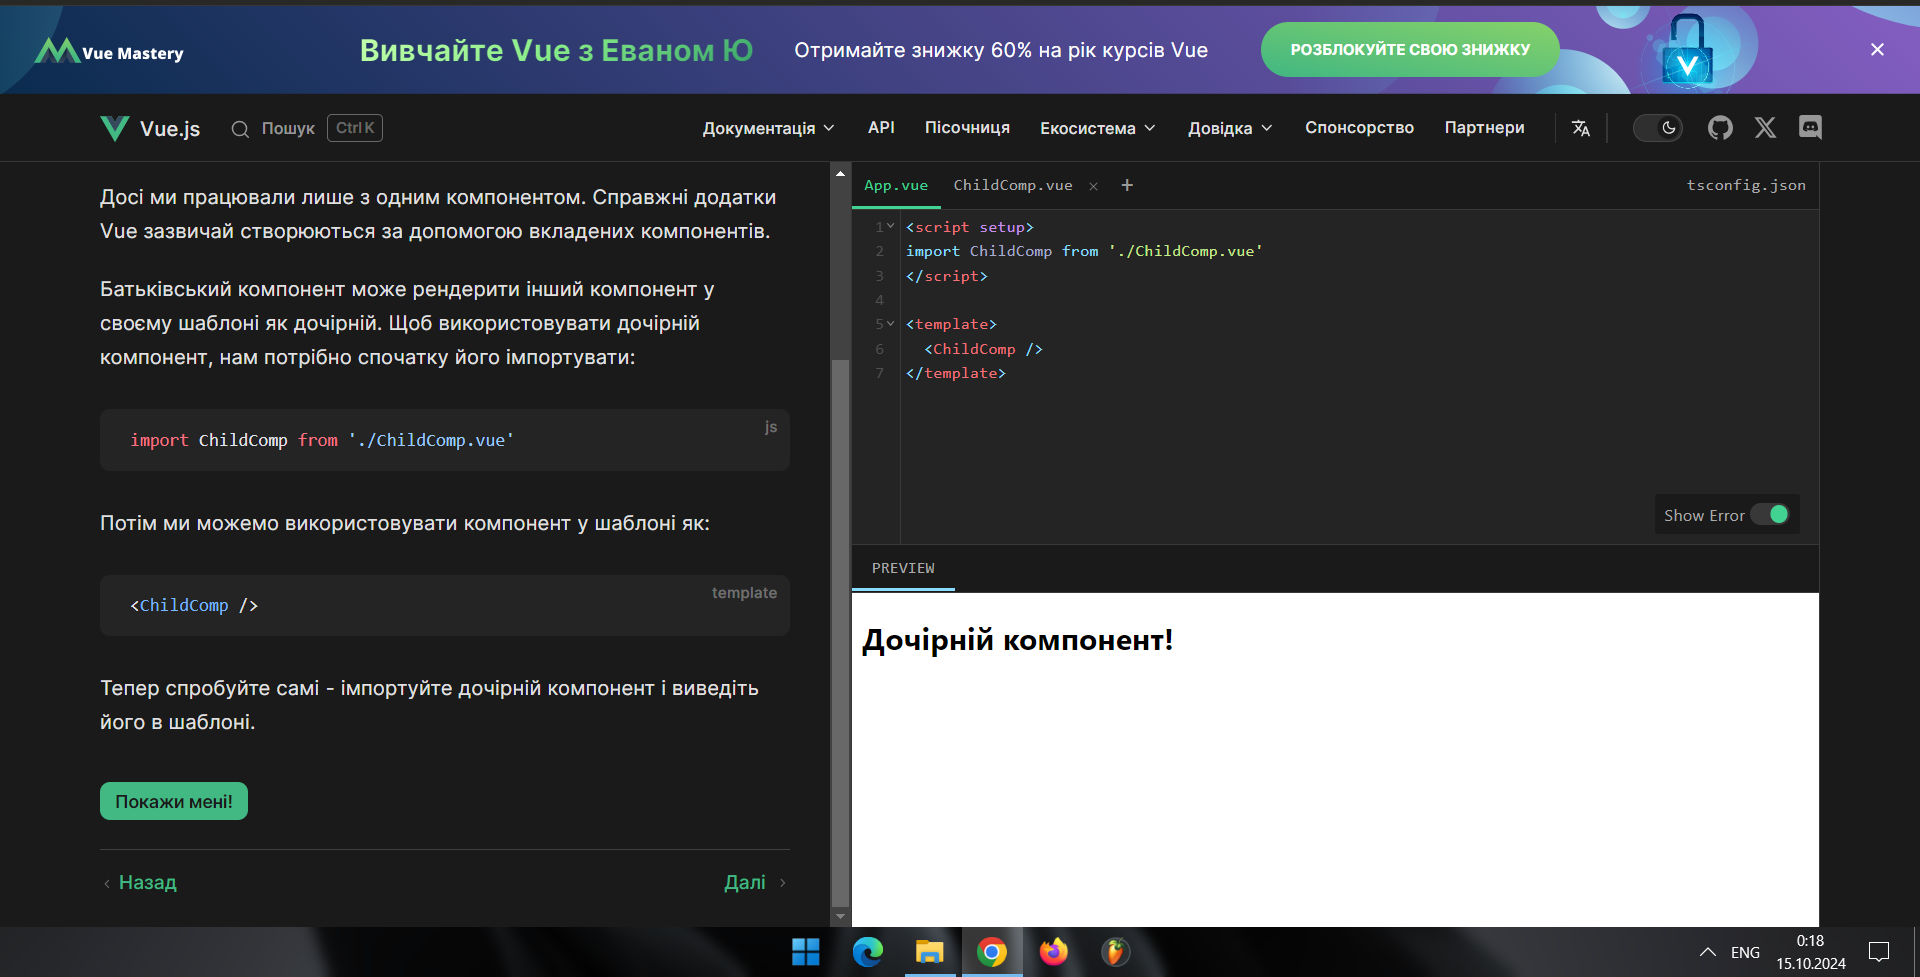 Vue Mastery
Вивчайте Vue з Еваном Ю
Отримайте знижку 60% на рік курсів Vue
РОЗБЛОКУЙТЕ СВОЮ ЗНИЖКУ
Vue.js
Пошук
Ctrl K
Документація
API
Пісочниця
Екосистема
Довідка
Спонсорство
Партнери
Досі ми працювали лише з одним компонентом. Справжні додатки
Vue зазвичай створюються за допомогою вкладених компонентів.
Батьківський компонент може рендерити інший компонент у
своєму шаблоні як дочірній. Щоб використовувати дочірній
компонент, нам потрібно спочатку його імпортувати:
js
import ChildComp from './ChildComp.vue'
Потім ми можемо використовувати компонент у шаблоні як:
template
<ChildComp />
Тепер спробуйте самі - імпортуйте дочірній компонент і виведіть
його в шаблоні.
Покажи мені!
Назад
Далі
App.vue
ChildComp.vue
+
tsconfig.json
1 <script setup>
2 import ChildComp from './ChildComp.vue'
3 </script>
4
5 <template>
6 <ChildComp />
7 </template>
Show Error
PREVIEW
Дочірній компонент!
ENG
0:18
15.10.2024